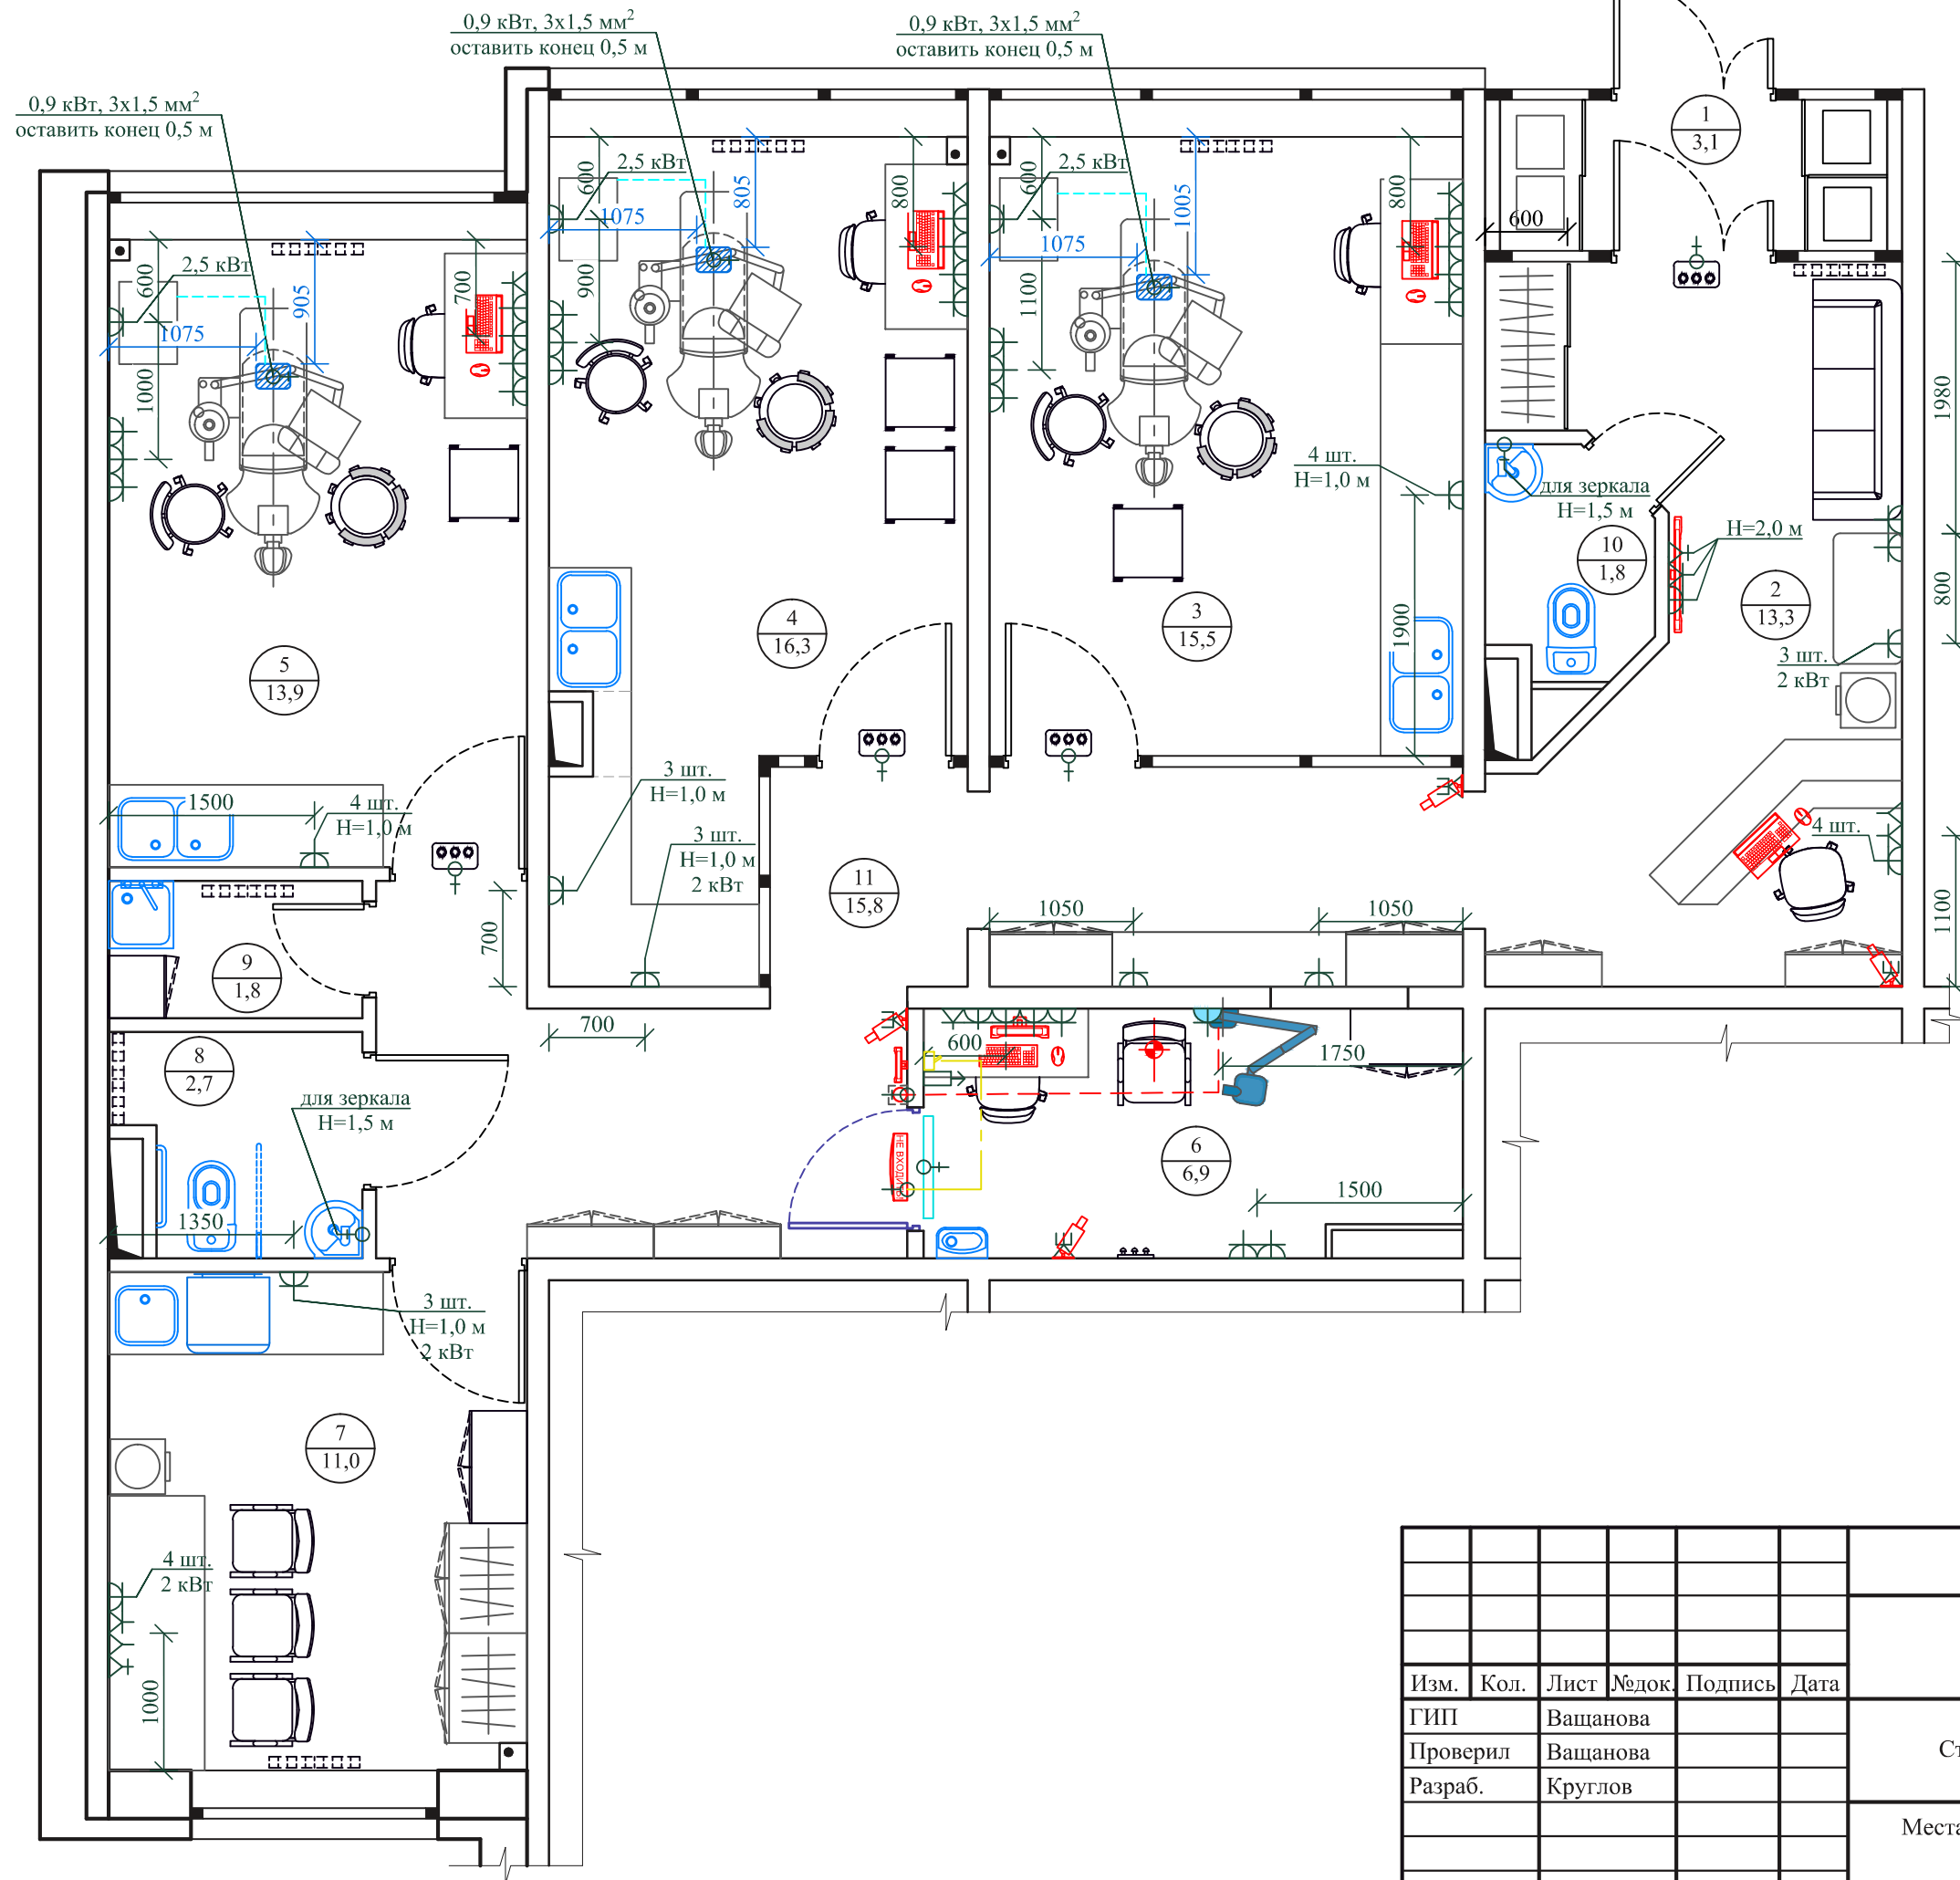 0,9 кВт, 3х1,5 мм²
оставить конец 0,5 м
0,9 кВт, 3х1,5 мм²
оставить конец 0,5 м
0,9 кВт, 3х1,5 мм²
оставить конец 0,5 м
1
3,1
600
2,5 кВт
1075
805
800
600
2,5 кВт
1075
1005
800
600
900
1100
600
2,5 кВт
1075
905
700
1000
1980
4 шт.
Н=1,0 м
для зеркала
Н=1,5 м
Н=2,0 м
10
1,8
2
13,3
800
3 шт.
2 кВт
5
13,9
4
16,3
3
15,5
1900
1500
4 шт.
Н=1,0 м
3 шт.
Н=1,0 м
3 шт.
Н=1,0 м
2 кВт
4 шт.
11
15,8
1050
1050
1100
700
9
1,8
700
600
1750
8
2,7
для зеркала
Н=1,5 м
НЕ ВХОДИТЬ
6
6,9
1500
1350
3 шт.
Н=1,0 м
2 кВт
7
11,0
4 шт.
2 кВт
1000
Изм. Кол. Лист №док. Подпись Дата
ГИП Ващанова
Проверил Ващанова
Ст
Разраб. Круглов
Места